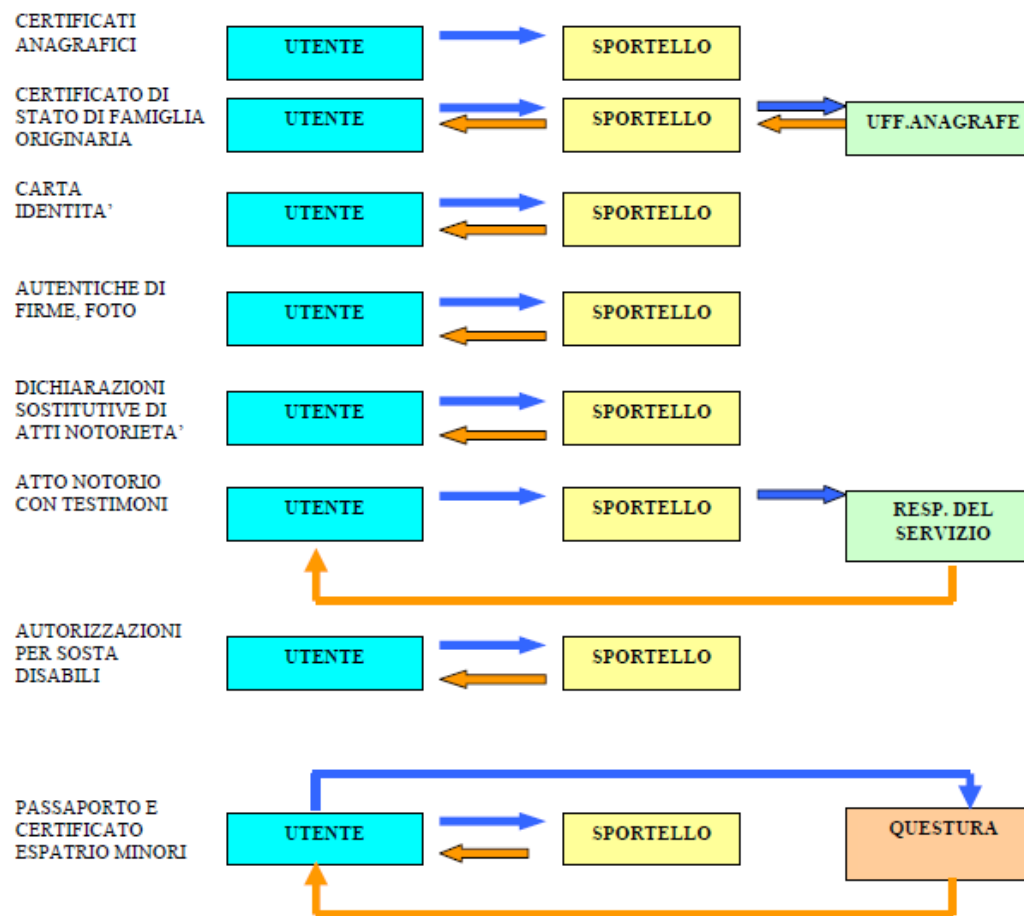 CERTIFICATI
ANAGRAFICI
UTENTE
SPORTELLO
CERTIFICATO DI
STATO DI FAMIGLIA
ORIGINARIA
UTENTE
SPORTELLO
UFF.ANAGRAFE
CARTA
IDENTITA’
UTENTE
SPORTELLO
AUTENTICHE DI
FIRME, FOTO
UTENTE
SPORTELLO
DICHIARAZIONI
SOSTITUTIVE DI
ATTI NOTORIETA’
UTENTE
SPORTELLO
ATTO NOTORIO
CON TESTIMONI
UTENTE
SPORTELLO
RESP. DEL
SERVIZIO
AUTORIZZAZIONI
PER SOSTA
DISABILI
UTENTE
SPORTELLO
PASSAPORTO E
CERTIFICATO
ESPATRIO MINORI
UTENTE
SPORTELLO
QUESTURA